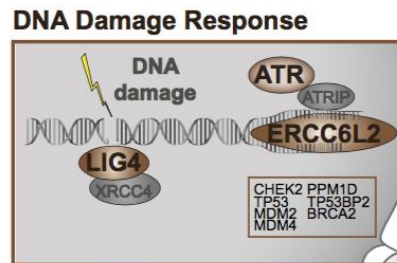 DNA Damage Response
DNA
damage
ATR
ATRIP
ERCC6L2
LIG4
XRCC4
CHEK2 PPM1D
TP53 TP53BP2
MDM2 BRCA2
MDM4